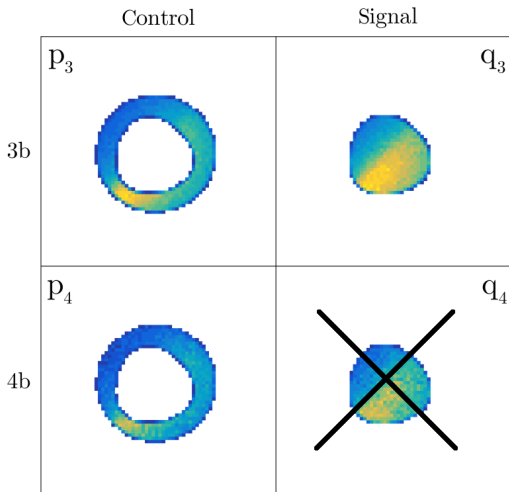 Control Signal
p₃ q₃
3b
p₄ q₄
4b